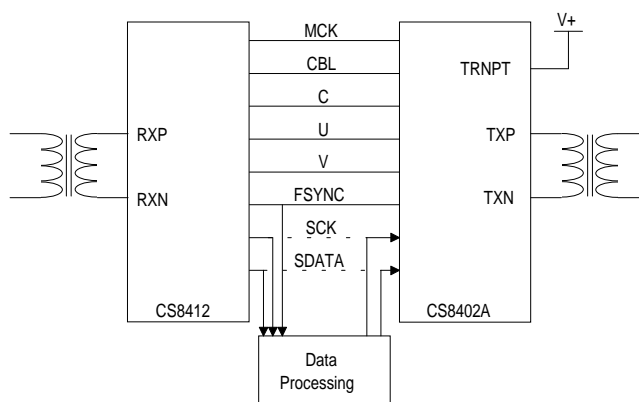 MCK
V+
CBL
TRNPT
C
U
RXP
TXP
V
RXN
FSYNC
TXN
SCK
SDATA
CS8412
CS8402A
Data
Processing